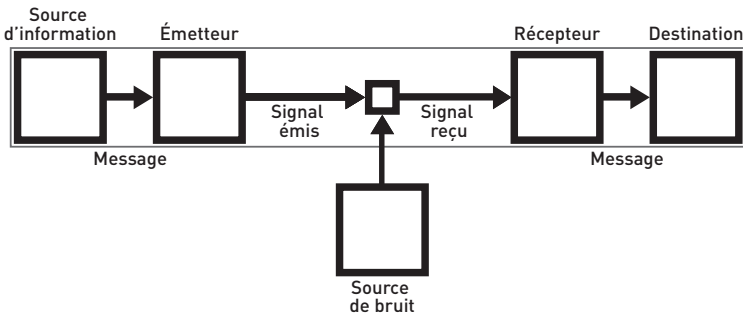 Source
d'information
Émetteur
Récepteur
Destination
Signal
émis
Signal
reçu
Message
Message
Source
de bruit